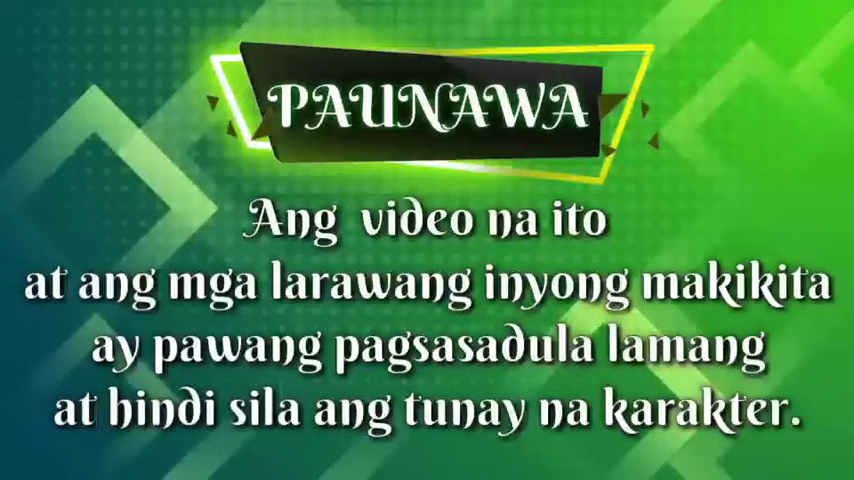 PAUNAWA
Ang video na ito
at ang mga larawang inyong makikita
ay pawang pagsasadula lamang
at hindi sila ang tunay na karakter.